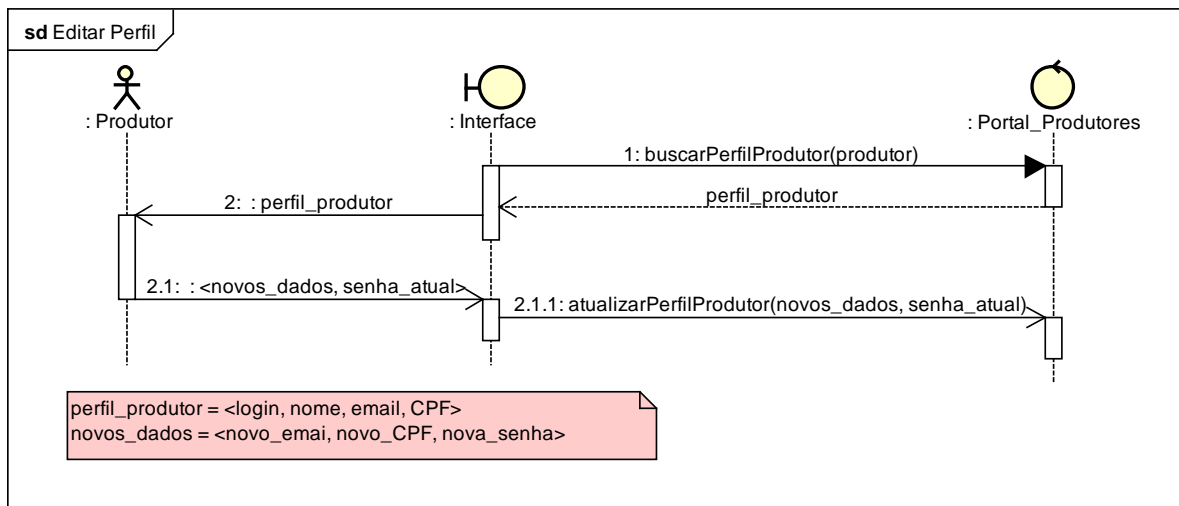 sd Editar Perfil
: Produtor
: Interface
: Portal_Produtores
1: buscarPerfilProdutor(produtor)
perfil_produtor
2: : perfil_produtor
2.1: : <novos_dados, senha_atual>
2.1.1: atualizarPerfilProdutor(novos_dados, senha_atual)
perfil_produtor = <login, nome, email, CPF>
novos_dados = <novo_emai, novo_CPF, nova_senha>